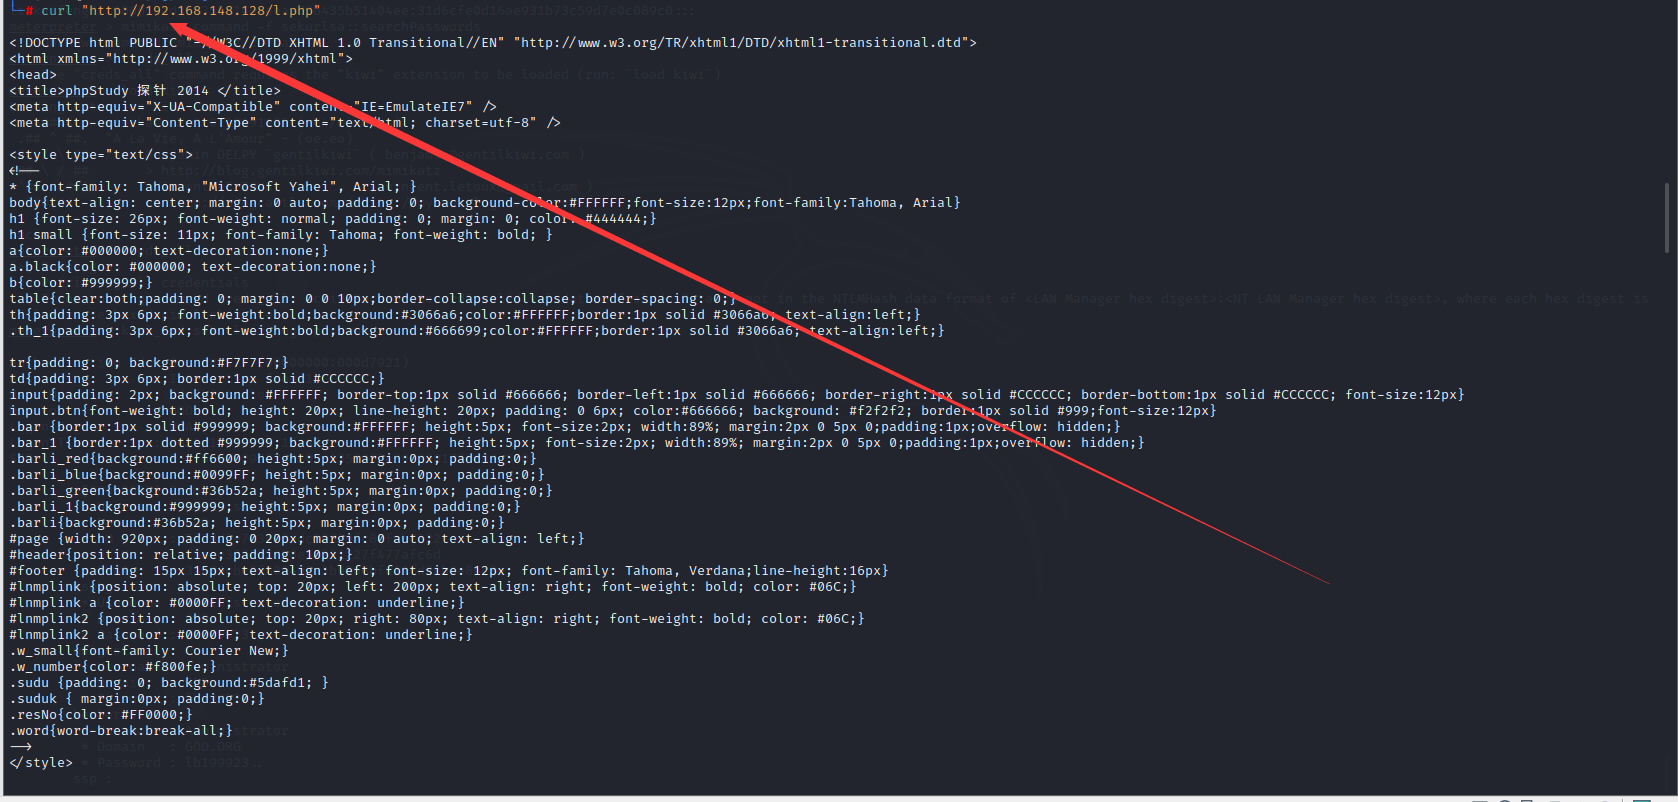 └─# curl "http://192.168.148.128/l.php"
<!DOCTYPE html PUBLIC "-//W3C//DTD XHTML 1.0 Transitional//EN" "http://www.w3.org/TR/xhtml1/DTD/xhtml1-transitional.dtd">
<html xmlns="http://www.w3.org/1999/xhtml">
<head>
<title>phpStudy 探针 2014 </title>
<meta http-equiv="X-UA-Compatible" content="IE=EmulateIE7" />
<meta http-equiv="Content-Type" content="text/html; charset=utf-8" />
<style type="text/css">
<!--
* {font-family: Tahoma, "Microsoft Yahei", Arial; }
body{text-align: center; margin: 0 auto; padding: 0; background-color:#FFFFFF;font-size:12px;font-family:Tahoma, Arial}
h1 {font-size: 26px; font-weight: normal; padding: 0; margin: 0; color: #444444;}
h1 small {font-size: 11px; font-family: Tahoma; font-weight: bold; }
a{color: #000000; text-decoration:none;}
a.black{color: #000000; text-decoration:none;}
b{color: #999999;}
table{clear:both;padding: 0; margin: 0 0 10px;border-collapse:collapse; border-spacing: 0;}
th{padding: 3px 6px; font-weight:bold;background:#3066a6;color:#FFFFFF;border:1px solid #3066a6; text-align:left;}
.th_1{padding: 3px 6px; font-weight:bold;background:#666699;color:#FFFFFF;border:1px solid #3066a6; text-align:left;}
tr{padding: 0; background:#F7F7F7;}
td{padding: 3px 6px; border:1px solid #CCCCCC;}
input{padding: 2px; background: #FFFFFF; border-top:1px solid #666666; border-left:1px solid #666666; border-right:1px solid #CCCCCC; border-bottom:1px solid #CCCCCC; font-size:12px}
input.btn{font-weight: bold; height: 20px; line-height: 20px; padding: 0 6px; color:#666666; background: #f2f2f2; border:1px solid #999;font-size:12px}
.bar {border:1px solid #999999; background:#FFFFFF; height:5px; font-size:2px; width:89%; margin:2px 0 5px 0;padding:1px;overflow: hidden;}
.bar_1 {border:1px dotted #999999; background:#FFFFFF; height:5px; font-size:2px; width:89%; margin:2px 0 5px 0;padding:1px;overflow: hidden;}
.barli_red{background:#ff6600; height:5px; margin:0px; padding:0;}
.barli_blue{background:#0099FF; height:5px; margin:0px; padding:0;}
.barli_green{background:#36b52a; height:5px; margin:0px; padding:0;}
.barli_1{background:#999999; height:5px; margin:0px; padding:0;}
.barli{background:#36b52a; height:5px; margin:0px; padding:0;}
#page {width: 920px; padding: 0 20px; margin: 0 auto; text-align: left;}
#header{position: relative; padding: 10px;}
#footer {padding: 15px 15px; text-align: left; font-size: 12px; font-family: Tahoma, Verdana;line-height:16px}
#lnmplink {position: absolute; top: 20px; left: 200px; text-align: right; font-weight: bold; color: #06C;}
#lnmplink a {color: #0000FF; text-decoration: underline;}
#lnmplink2 {position: absolute; top: 20px; right: 80px; text-align: right; font-weight: bold; color: #06C;}
#lnmplink2 a {color: #0000FF; text-decoration: underline;}
.w_small{font-family: Courier New;}
.w_number{color: #f800fe;}
.sudu {padding: 0; background:#5dafd1; }
.suduk { margin:0px; padding:0;}
.resNo{color: #FF0000;}
.word{word-break:break-all;}
-->
</style>